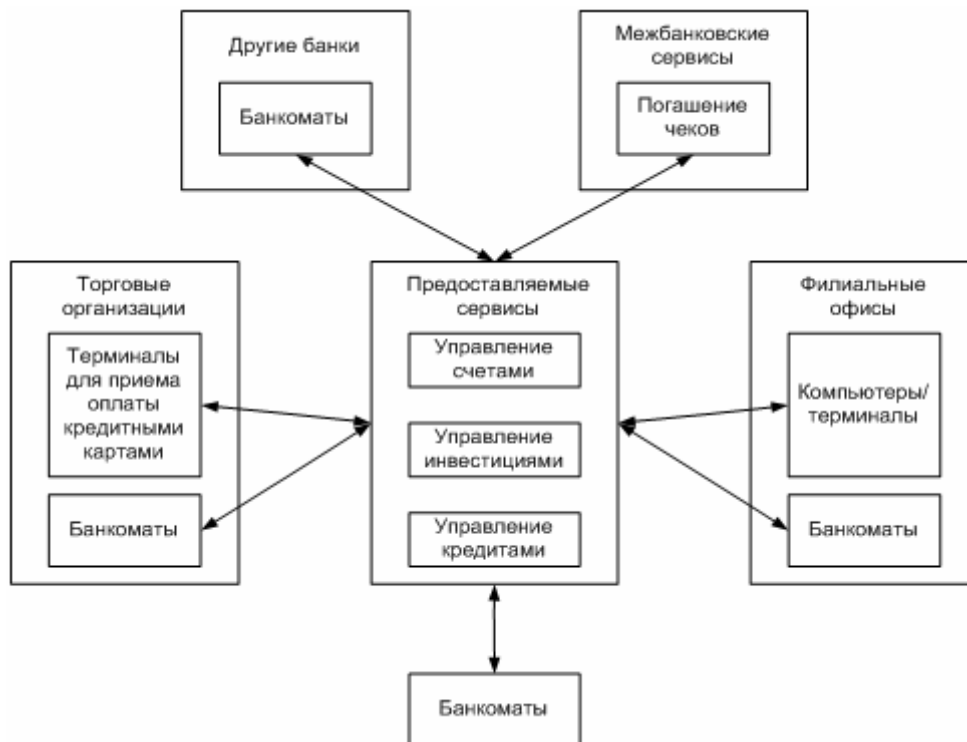 Другие банки
Банкоматы
Межбанковские
сервисы
Погашение
чеков
Торговые
организации
Терминалы
для приема
оплаты
кредитными
картами
Банкоматы
Предоставляемые
сервисы
Управление
счетами
Управление
инвестициями
Управление
кредитами
Филиальные
офисы
Компьютеры/
терминалы
Банкоматы
Банкоматы